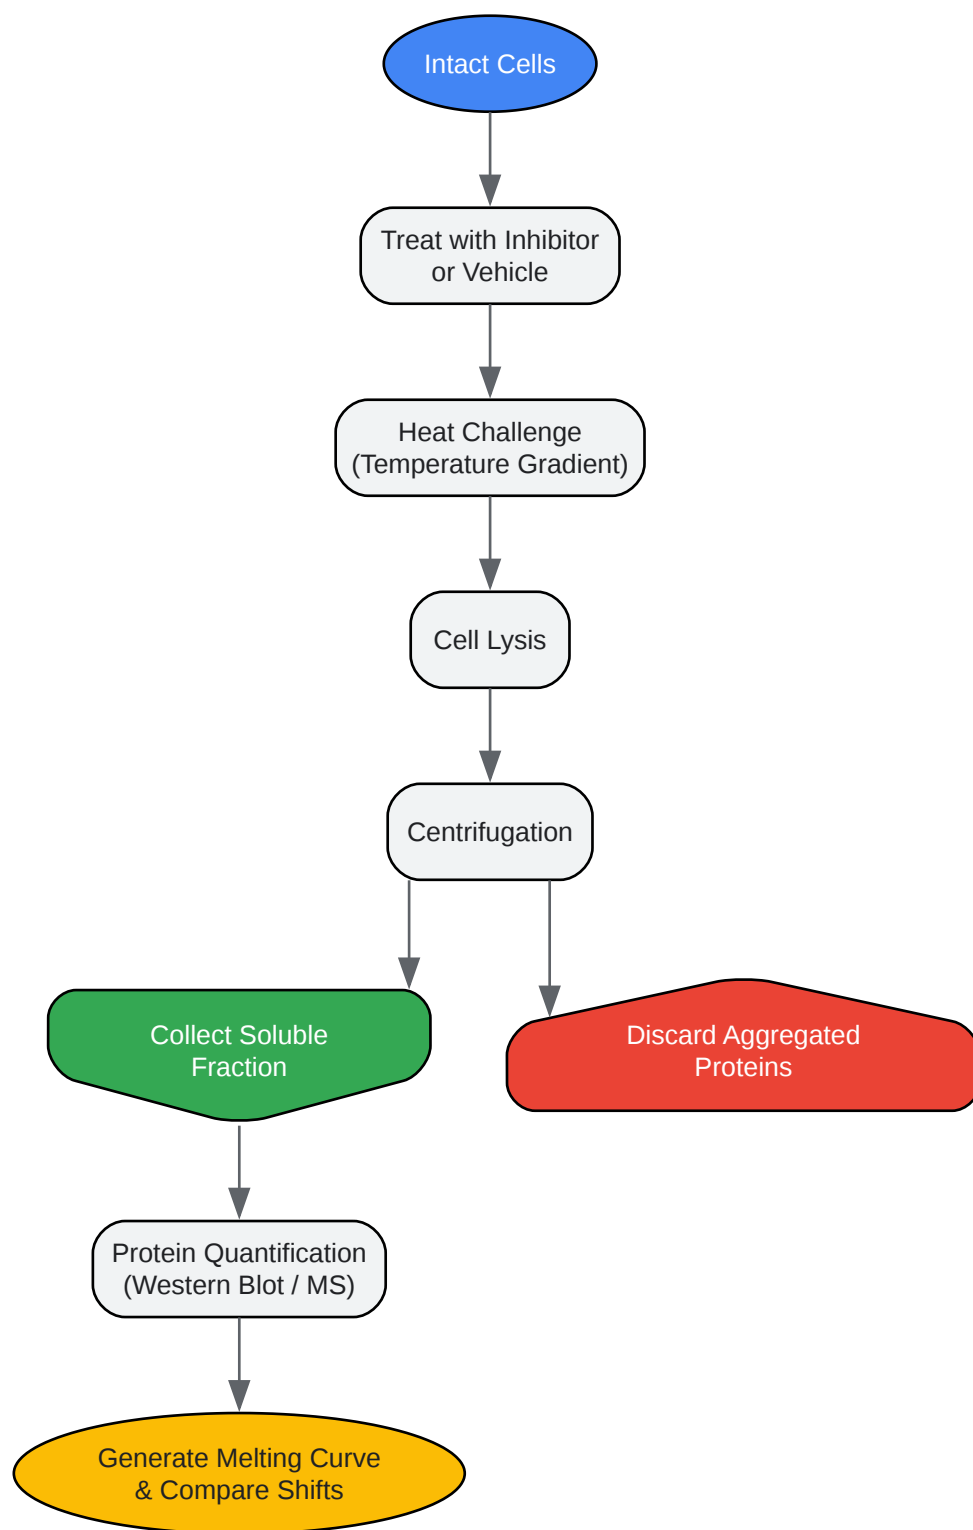 Intact Cells
Treat with Inhibitor
or Vehicle
Heat Challenge
(Temperature Gradient)
Cell Lysis
Centrifugation
Collect Soluble
Fraction
Discard Aggregated
Proteins
Protein Quantification
(Western Blot / MS)
Generate Melting Curve
& Compare Shifts